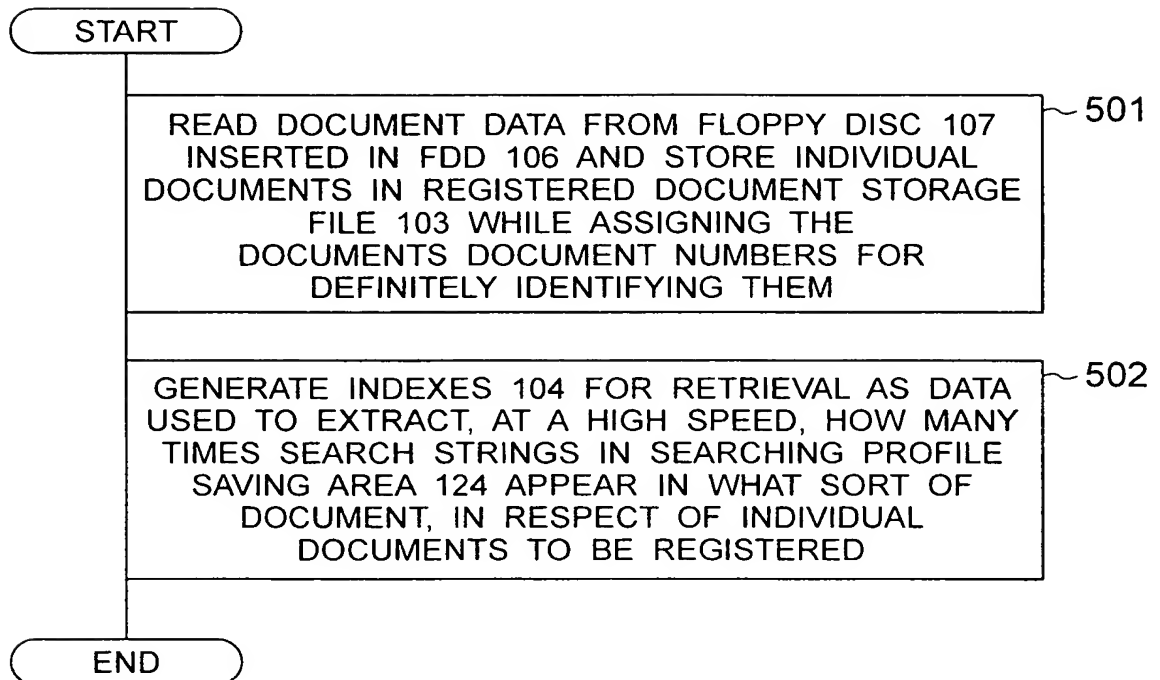 START
501
READ DOCUMENT DATA FROM FLOPPY DISC 107
INSERTED IN FDD 106 AND STORE INDIVIDUAL
DOCUMENTS IN REGISTERED DOCUMENT STORAGE
FILE 103 WHILE ASSIGNING THE
DOCUMENTS DOCUMENT NUMBERS FOR
DEFINITELY IDENTIFYING THEM
502
GENERATE INDEXES 104 FOR RETRIEVAL AS DATA
USED TO EXTRACT, AT A HIGH SPEED, HOW MANY
TIMES SEARCH STRINGS IN SEARCHING PROFILE
SAVING AREA 124 APPEAR IN WHAT SORT OF
DOCUMENT, IN RESPECT OF INDIVIDUAL
DOCUMENTS TO BE REGISTERED
END